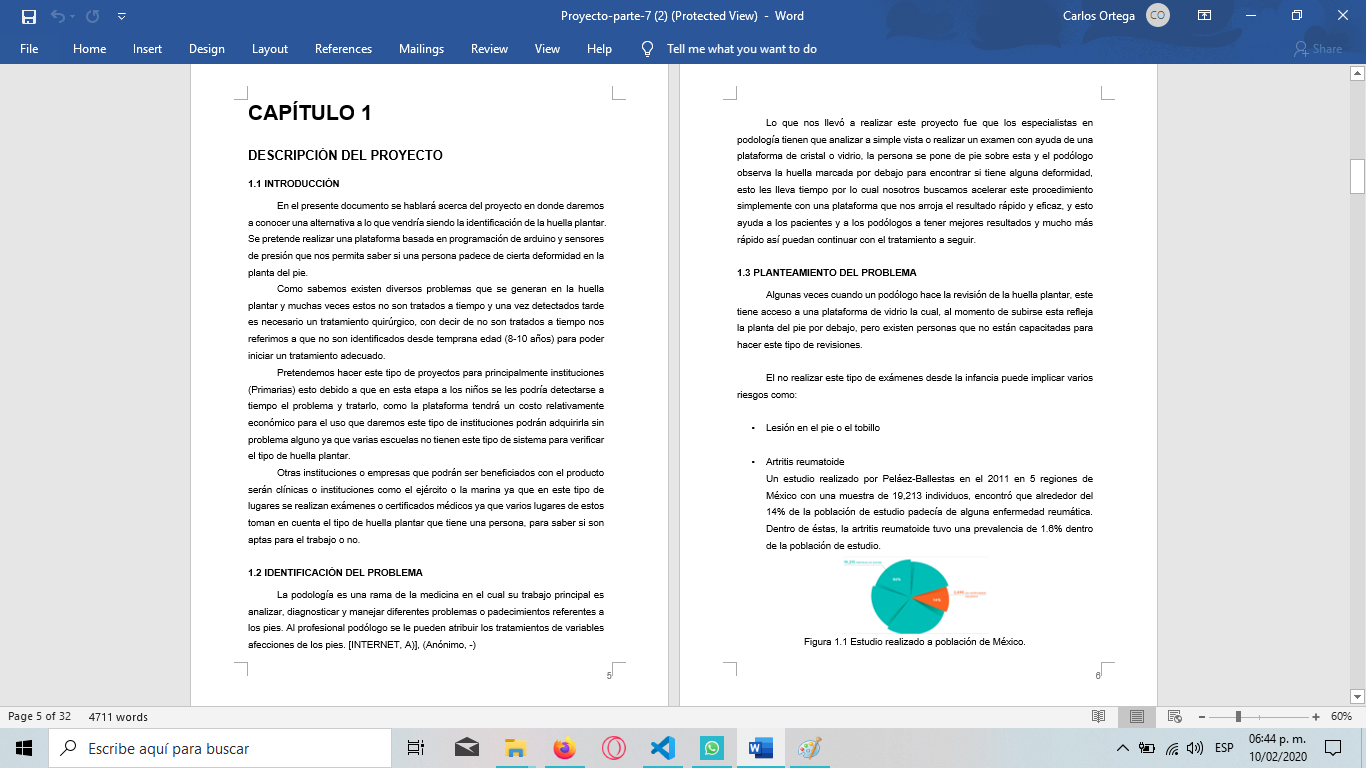 Proyecto-parte-7 (2) (Protected View) - Word
Carlos Ortega
CO
File Home Insert Design Layout References Mailings Review View Help Tell me what you want to do
Share
CAPÍTULO 1
DESCRIPCIÓN DEL PROYECTO
1.1 INTRODUCCIÓN
En el presente documento se hablará acerca del proyecto en donde daremos
a conocer una alternativa a lo que vendría siendo la identificación de la huella plantar.
Se pretende realizar una plataforma basada en programación de arduino y sensores
de presión que nos permita saber si una persona padece de cierta deformidad en la
planta del pie.
Como sabemos existen diversos problemas que se generan en la huella
plantar y muchas veces estos no son tratados a tiempo y una vez detectados tarde
es necesario un tratamiento quirúrgico, con decir de no son tratados a tiempo nos
referimos a que no son identificados desde temprana edad (8-10 años) para poder
iniciar un tratamiento adecuado.
Pretendemos hacer este tipo de proyectos para principalmente instituciones
(Primarias) esto debido a que en esta etapa a los niños se les podría detectarse a
tiempo el problema y tratarlo, como la plataforma tendrá un costo relativamente
económico para el uso que daremos este tipo de instituciones podrán adquirirla sin
problema alguno ya que varias escuelas no tienen este tipo de sistema para verificar
el tipo de huella plantar.
Otras instituciones o empresas que podrán ser beneficiados con el producto
serán clínicas o instituciones como el ejército o la marina ya que en este tipo de
lugares se realizan exámenes o certificados médicos ya que varios lugares de estos
toman en cuenta el tipo de huella plantar que tiene una persona, para saber si son
aptas para el trabajo o no.
1.2 IDENTIFICACIÓN DEL PROBLEMA
La podología es una rama de la medicina en el cual su trabajo principal es
analizar, diagnosticar y manejar diferentes problemas o padecimientos referentes a
los pies. Al profesional podólogo se le pueden atribuir los tratamientos de variables
afecciones de los pies. [INTERNET, A)], (Anónimo, -)
5
Lo que nos llevó a realizar este proyecto fue que los especialistas en
podología tienen que analizar a simple vista o realizar un examen con ayuda de una
plataforma de cristal o vidrio, la persona se pone de pie sobre esta y el podólogo
observa la huella marcada por debajo para encontrar si tiene alguna deformidad,
esto les lleva tiempo por lo cual nosotros buscamos acelerar este procedimiento
simplemente con una plataforma que nos arroja el resultado rápido y eficaz, y esto
ayuda a los pacientes y a los podólogos a tener mejores resultados y mucho más
rápido así puedan continuar con el tratamiento a seguir.
1.3 PLANTEAMIENTO DEL PROBLEMA
Algunas veces cuando un podólogo hace la revisión de la huella plantar, este
tiene acceso a una plataforma de vidrio la cual, al momento de subirse esta refleja
la planta del pie por debajo, pero existen personas que no están capacitadas para
hacer este tipo de revisiones.
El no realizar este tipo de exámenes desde la infancia puede implicar varios
riesgos como:
• Lesión en el pie o el tobillo
• Artritis reumatoide
Un estudio realizado por Peláez-Ballestas en el 2011 en 5 regiones de
México con una muestra de 19,213 individuos, encontró que alrededor del
14% de la población de estudio padecía de alguna enfermedad reumática.
Dentro de éstas, la artritis reumatoide tuvo una prevalencia de 1.6% dentro
de la población de estudio.
Figura 1.1 Estudio realizado a población de México.
6
Page 5 of 32 4711 words
60%
Escribe aquí para buscar
ESP
06:44 p. m.
10/02/2020